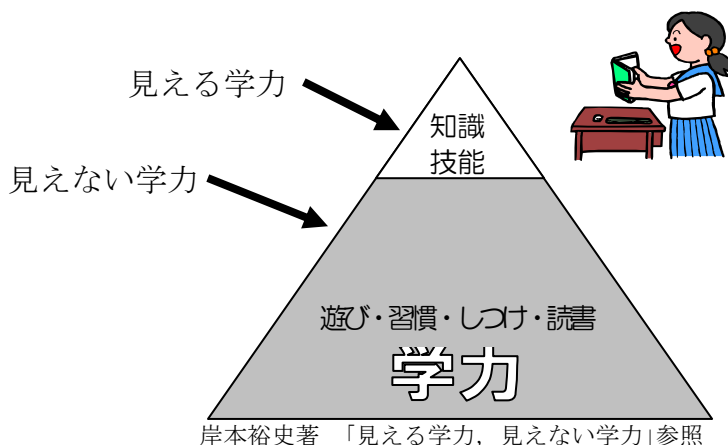 見える学力
知識
技能
見えない学力
遊び・習慣・しつけ・読書
学力
岸本裕史著　「見える学力，見えない学力」参照